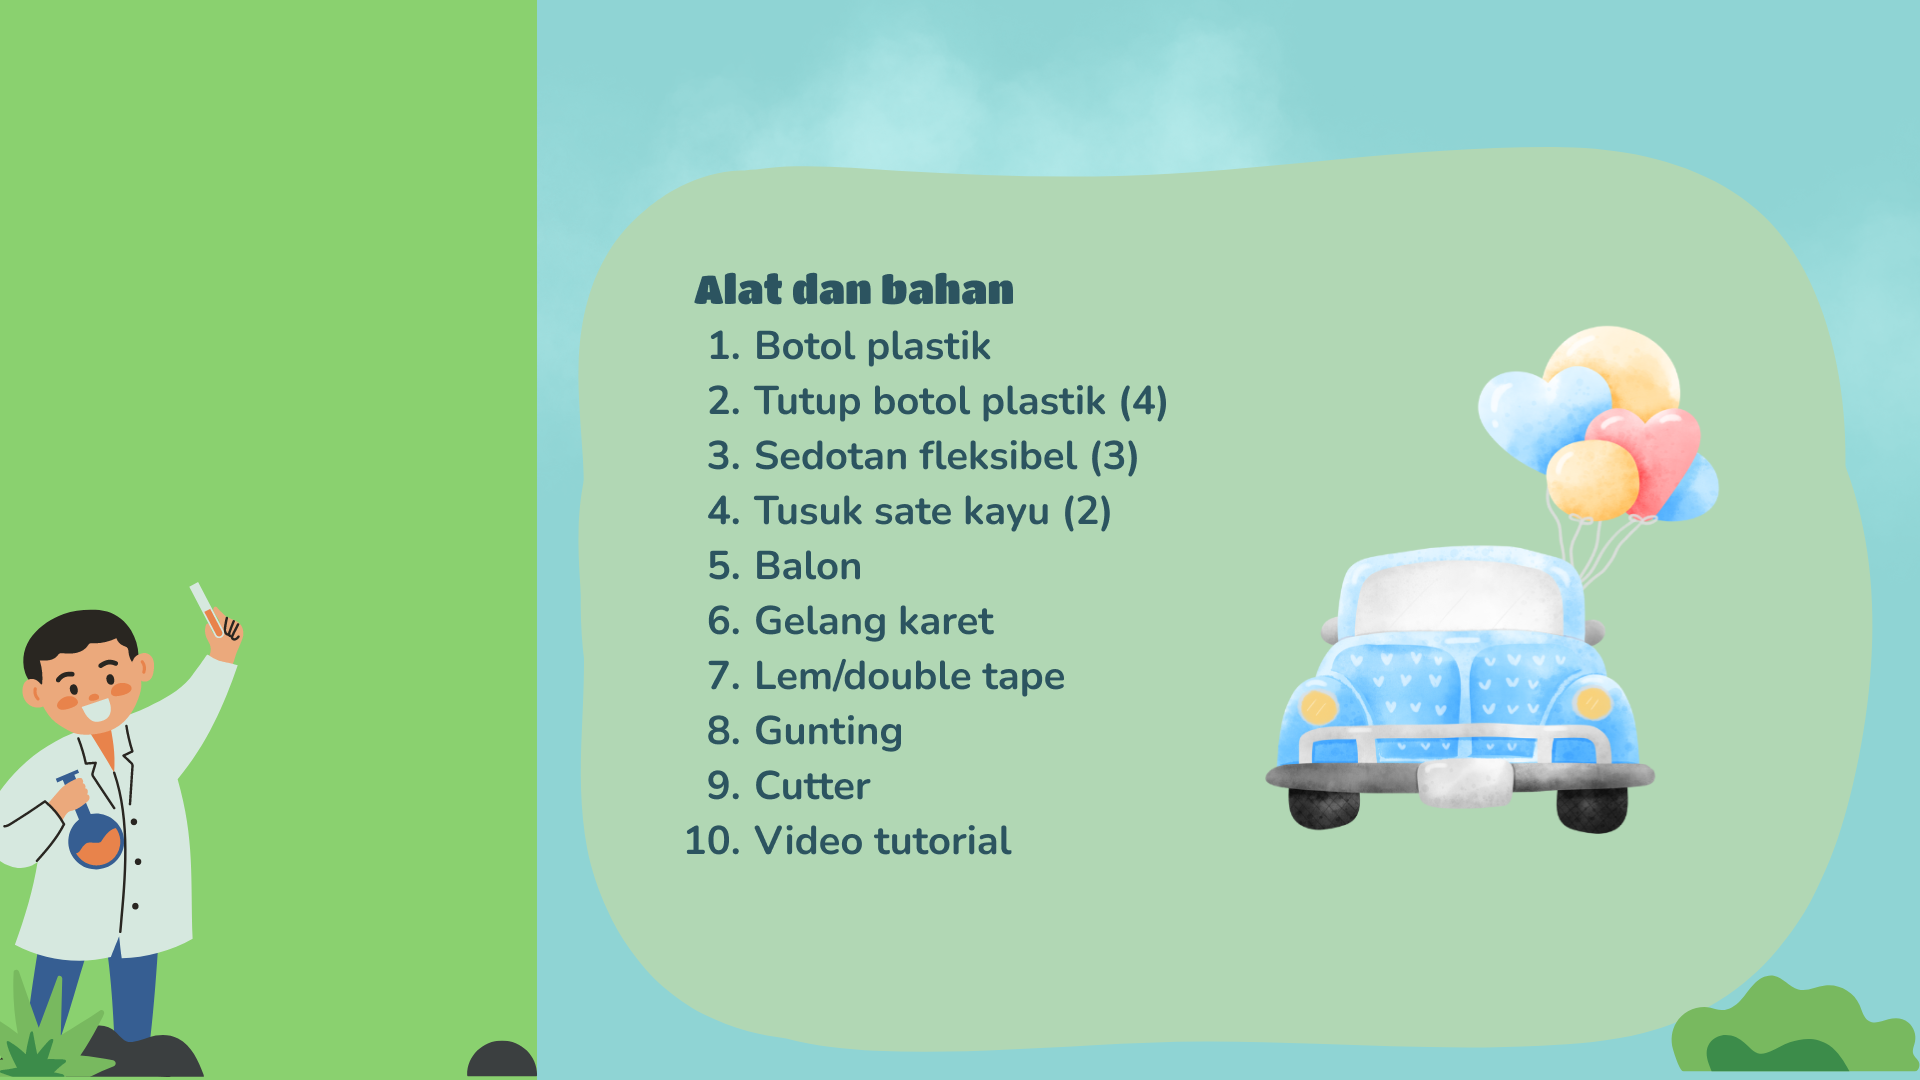 Alat dan bahan
1. Botol plastik
2. Tutup botol plastik (4)
3. Sedotan fleksibel (3)
4. Tusuk sate kayu (2)
5. Balon
6. Gelang karet
7. Lem/double tape
8. Gunting
9. Cutter
10. Video tutorial